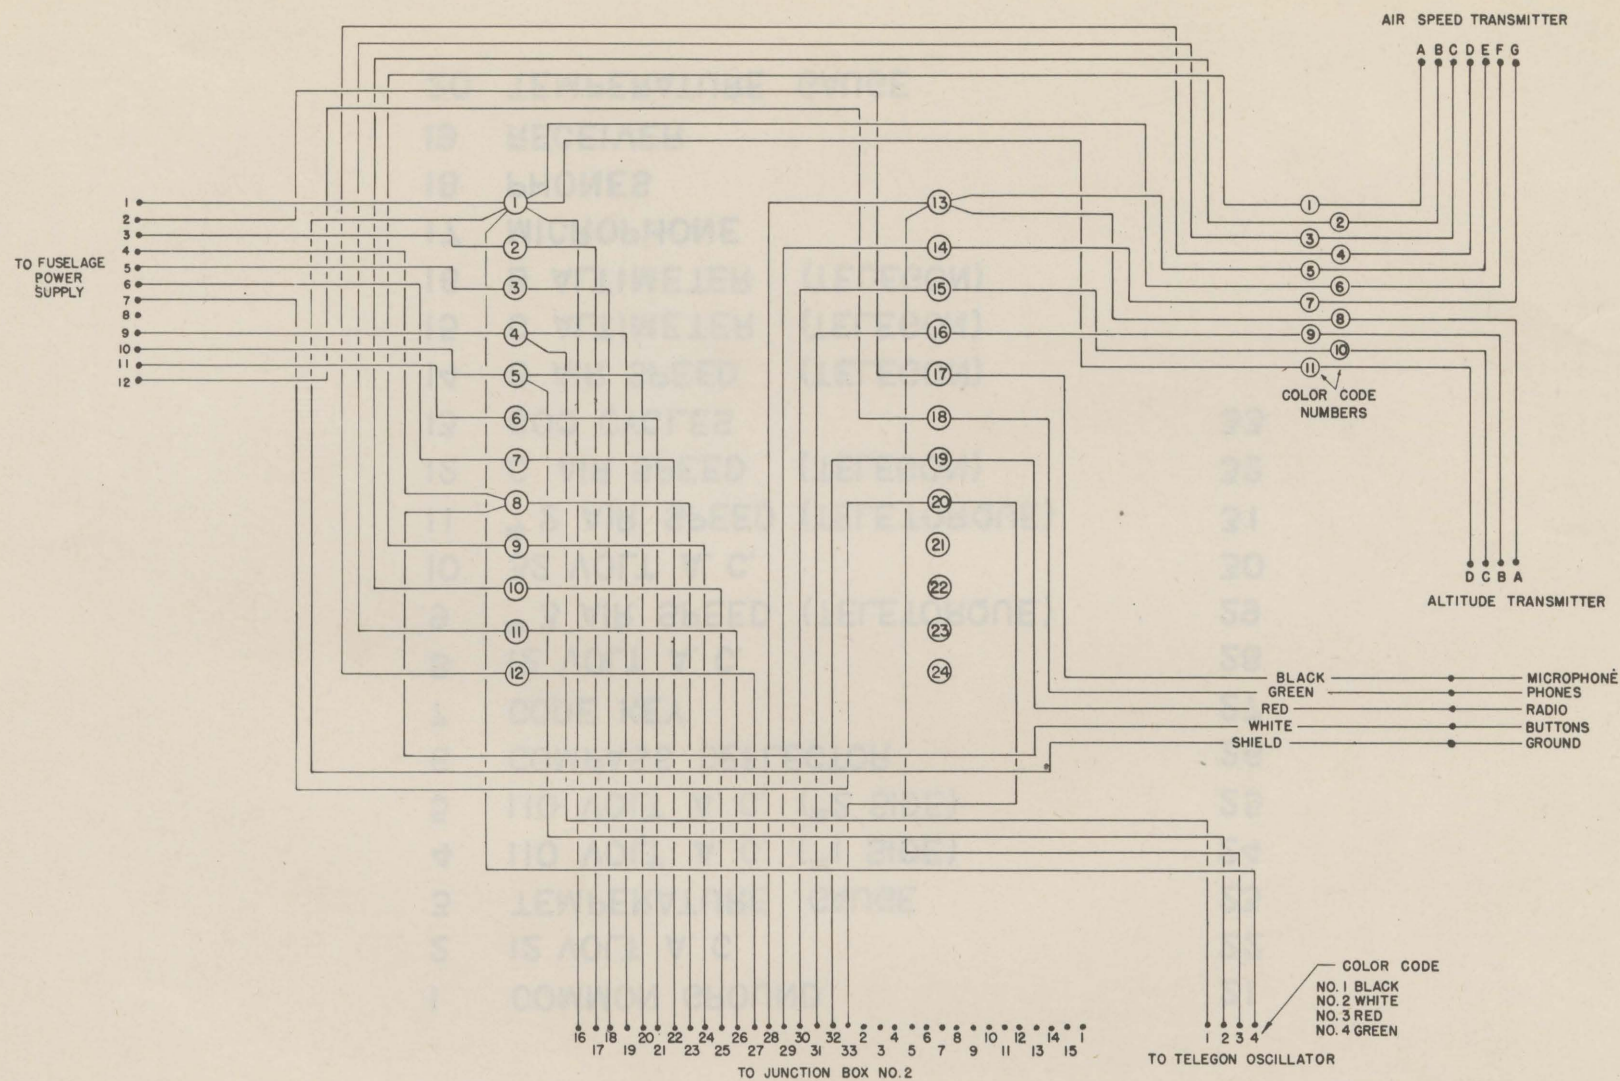 AIR SPEED TRANSMITTER
A B C D E F G
TO FUSELAGE
POWER
SUPPLY
1
2
3
4
5
6
7
8
9
10
11
12
1
2
3
4
5
6
7
8
9
10
11
12
13
14
15
16
17
18
19
20
21
22
23
24
1
2
3
4
5
6
7
8
9
10
11
COLOR CODE
NUMBERS
D C B A
ALTITUDE TRANSMITTER
BLACK MICROPHONE
GREEN PHONES
RED RADIO
WHITE BUTTONS
SHIELD GROUND
COLOR CODE
NO. 1 BLACK
NO. 2 WHITE
NO. 3 RED
NO. 4 GREEN
16 18 20 22 24 26 28 30 32 2 4 6 8 10 12 14 1
17 19 21 23 25 27 29 31 33 3 5 7 9 11 13 15
TO JUNCTION BOX NO. 2
1 2 3 4
TO TELEGON OSCILLATOR